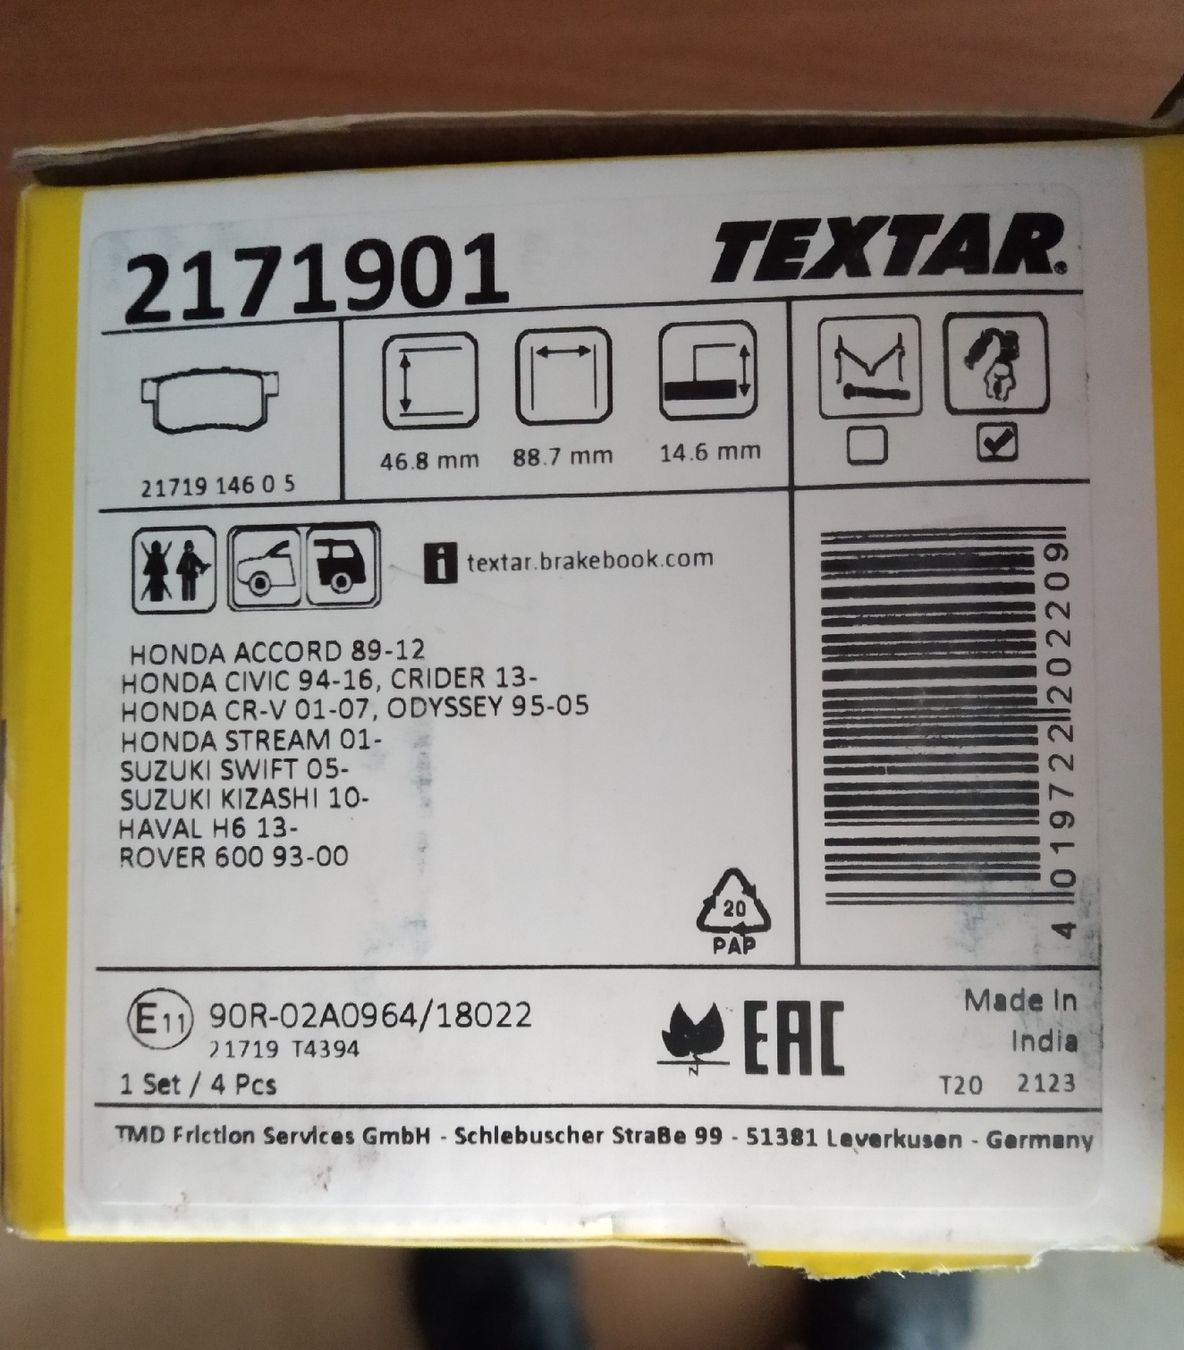 2171901
TEXTAR®
21719 146 0 5
46.8 mm
88.7 mm
14.6 mm
i textar.brakebook.com
HONDA ACCORD 89-12
HONDA CIVIC 94-16, CRIDER 13-
HONDA CR-V 01-07, ODYSSEY 95-05
HONDA STREAM 01-
SUZUKI SWIFT 05-
SUZUKI KIZASHI 10-
HAVAL H6 13-
ROVER 600 93-00
20
PAP
4 019722 202209
E11 90R-02A0964/18022
21719 T4394
1 Set / 4 Pcs
N
EAC
Made In
India
T20 2123
TMD Friction Services GmbH - Schlebuscher Straße 99 - 51381 Leverkusen - Germany